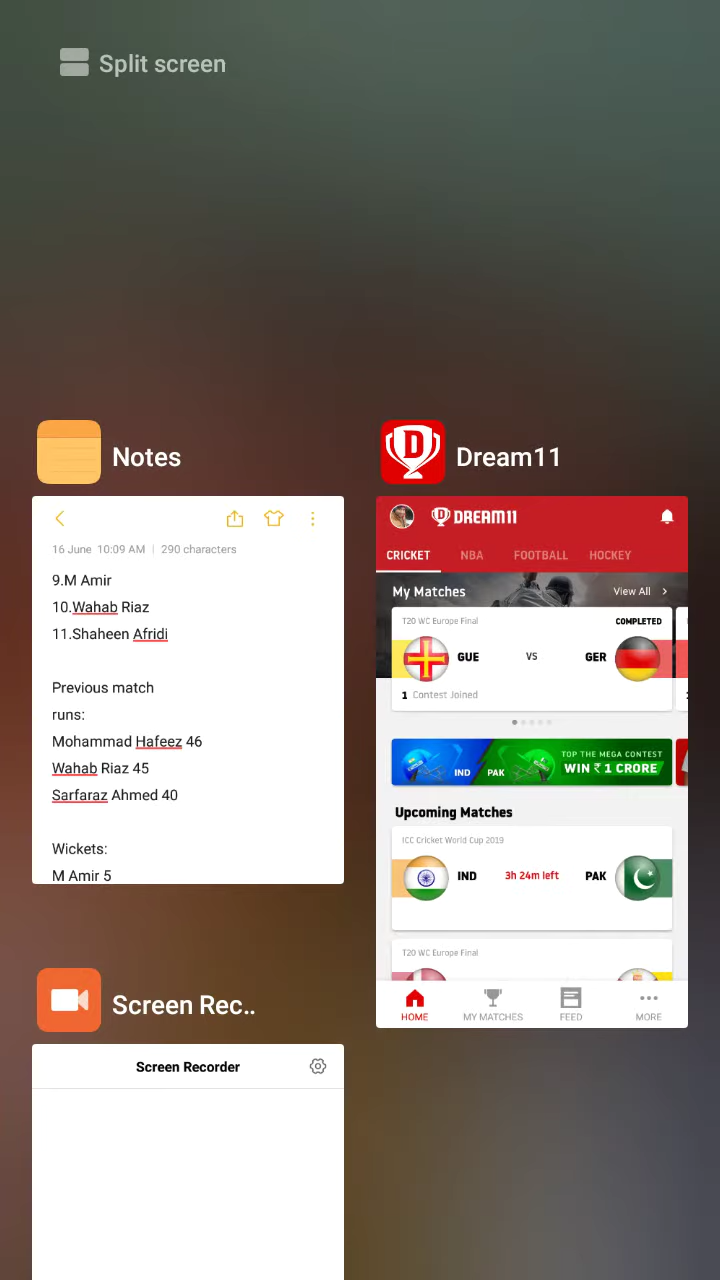 Split screen
Notes
16 June 10:09 AM | 290 characters
9.M Amir
10.Wahab Riaz
11.Shaheen Afridi
Previous match
runs:
Mohammad Hafeez 46
Wahab Riaz 45
Sarfaraz Ahmed 40
Wickets:
M Amir 5
Dream11
DREAM11
CRICKET NBA FOOTBALL HOCKEY
My Matches View All
T20 WC Europe Final COMPLETED
GUE VS GER
1 Contest Joined
IND PAK TOP THE MEGA CONTEST
WIN ₹ 1 CRORE
Upcoming Matches
ICC Cricket World Cup 2019
IND 3h 24m left PAK
T20 WC Europe Final
HOME MY MATCHES FEED MORE
Screen Rec..
Screen Recorder